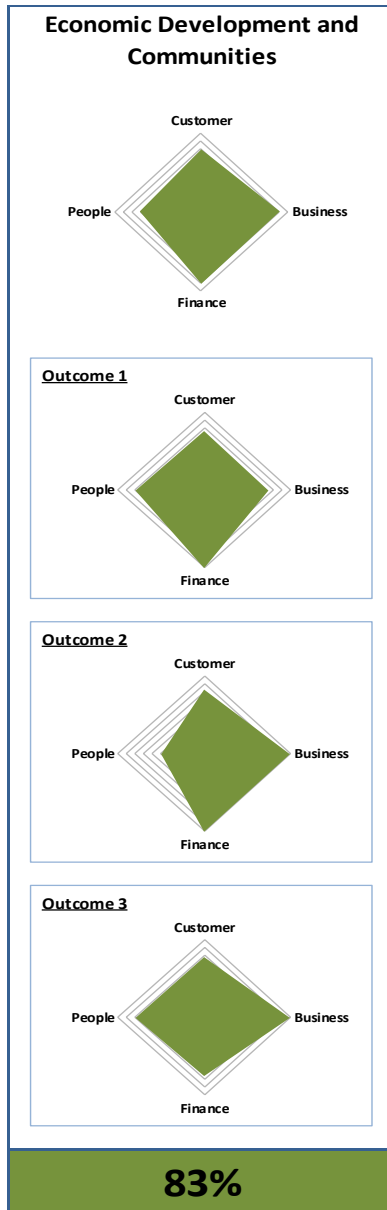 Economic Development and
Communities
Customer
People
Business
Finance
Outcome 1
Customer
People
Business
Finance
Outcome 2
Customer
People
Business
Finance
Outcome 3
Customer
People
Business
Finance
83%